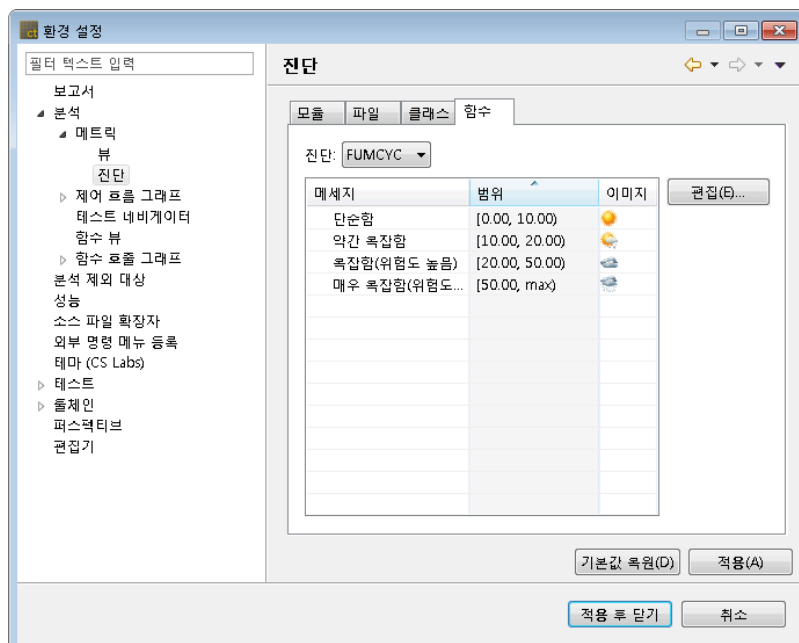 ct 환경 설정
필터 텍스트 입력
보고서
분석
메트릭
뷰
진단
제어 흐름 그래프
테스트 네비게이터
함수 뷰
함수 호출 그래프
분석 제외 대상
성능
소스 파일 확장자
외부 명령 메뉴 등록
테마 (CS Labs)
테스트
툴체인
퍼스펙티브
편집기
진단
모듈 파일 클래스 함수
진단: FUMCYC
메세지 범위 이미지
단순함 [0.00, 10.00)
약간 복잡함 [10.00, 20.00)
복잡함(위험도 높음) [20.00, 50.00)
매우 복잡함(위험도... [50.00, max)
편집(E)...
기본값 복원(D) 적용(A)
적용 후 닫기 취소